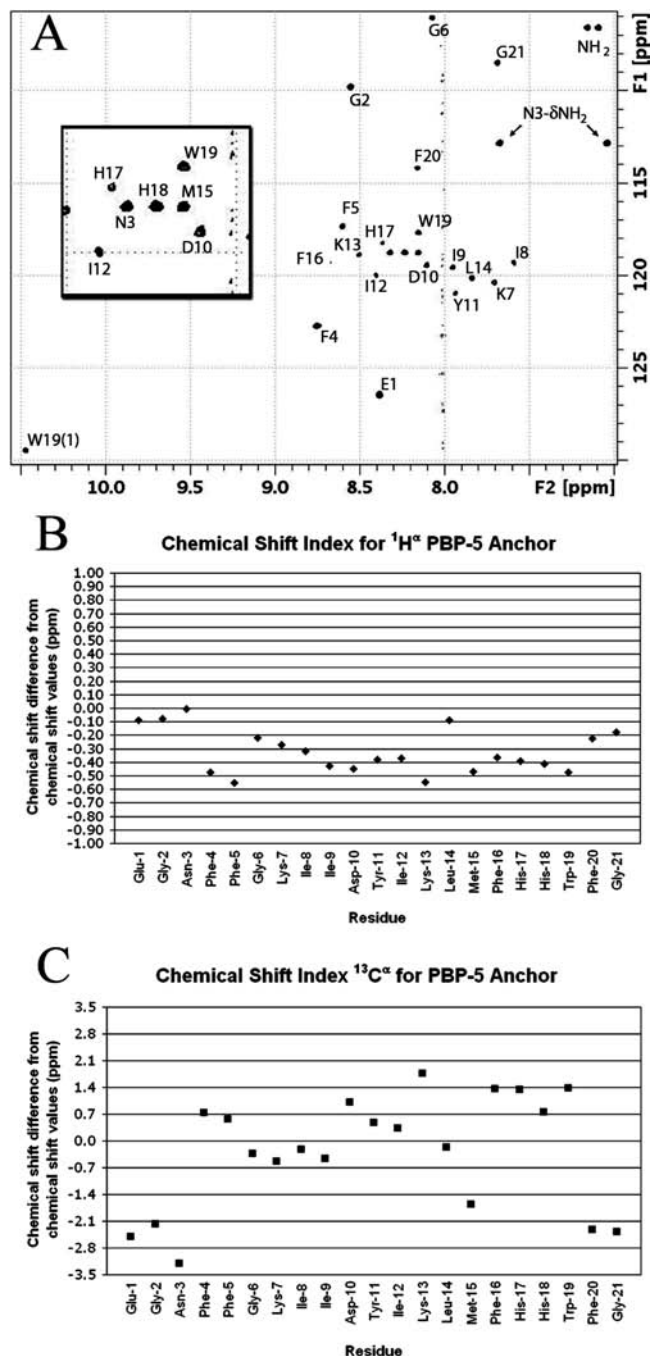 A
G6
G21
NH2
G2
N3-δNH2
W19
H17
H18
M15
N3
D10
I12
F20
F5
W19
K13
H17
F16
I9
I8
D10
L14
I12
Y11
K7
F4
E1
W19(1)
115
120
125
F1 [ppm]
10.0
9.5
9.0
8.5
8.0
F2 [ppm]
B
Chemical Shift Index for 1Hα PBP-5 Anchor
Chemical shift difference from
chemical shift values (ppm)
1.00
0.90
0.80
0.70
0.60
0.50
0.40
0.30
0.20
0.10
0.00
-0.10
-0.20
-0.30
-0.40
-0.50
-0.60
-0.70
-0.80
-0.90
-1.00
Glu-1
Gly-2
Asn-3
Phe-4
Phe-5
Gly-6
Lys-7
Ile-8
Ile-9
Asp-10
Tyr-11
Ile-12
Lys-13
Leu-14
Met-15
Phe-16
His-17
His-18
Trp-19
Phe-20
Gly-21
Residue
C
Chemical Shift Index 13Cα for PBP-5 Anchor
Chemical shift difference from
chemical shift values (ppm)
3.5
2.8
2.1
1.4
0.7
0.0
-0.7
-1.4
-2.1
-2.8
-3.5
Glu-1
Gly-2
Asn-3
Phe-4
Phe-5
Gly-6
Lys-7
Ile-8
Ile-9
Asp-10
Tyr-11
Ile-12
Lys-13
Leu-14
Met-15
Phe-16
His-17
His-18
Trp-19
Phe-20
Gly-21
Residue